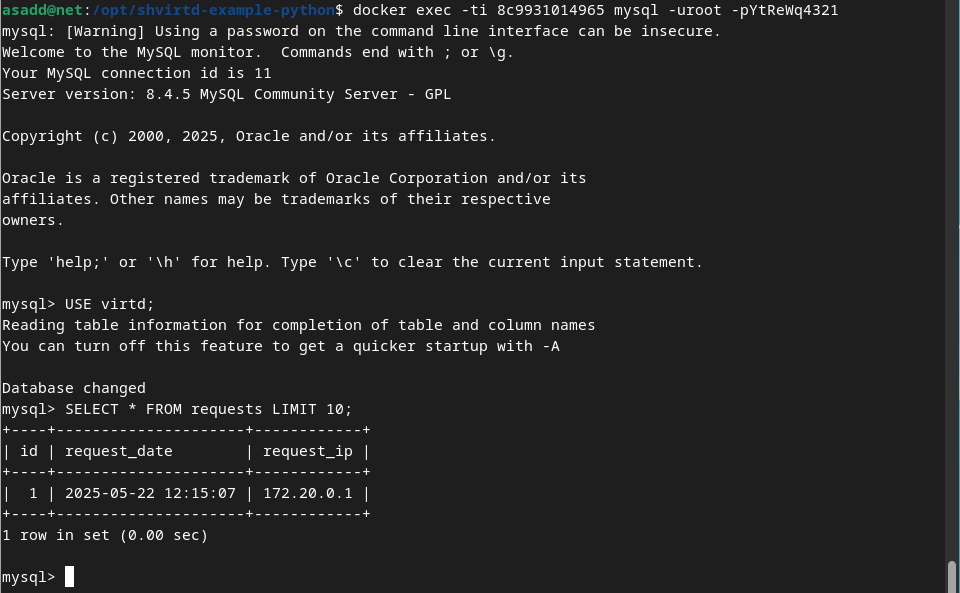 asadd@net:/opt/shvirtd-example-python$ docker exec -ti 8c9931014965 mysql -uroot -pYtReWq4321
mysql: [Warning] Using a password on the command line interface can be insecure.
Welcome to the MySQL monitor.  Commands end with ; or \g.
Your MySQL connection id is 11
Server version: 8.4.5 MySQL Community Server - GPL

Copyright (c) 2000, 2025, Oracle and/or its affiliates.

Oracle is a registered trademark of Oracle Corporation and/or its
affiliates. Other names may be trademarks of their respective
owners.

Type 'help;' or '\h' for help. Type '\c' to clear the current input statement.

mysql> USE virtd;
Reading table information for completion of table and column names
You can turn off this feature to get a quicker startup with -A

Database changed
mysql> SELECT * FROM requests LIMIT 10;
+----+---------------------+------------+
| id | request_date        | request_ip |
+----+---------------------+------------+
|  1 | 2025-05-22 12:15:07 | 172.20.0.1 |
+----+---------------------+------------+
1 row in set (0.00 sec)

mysql>